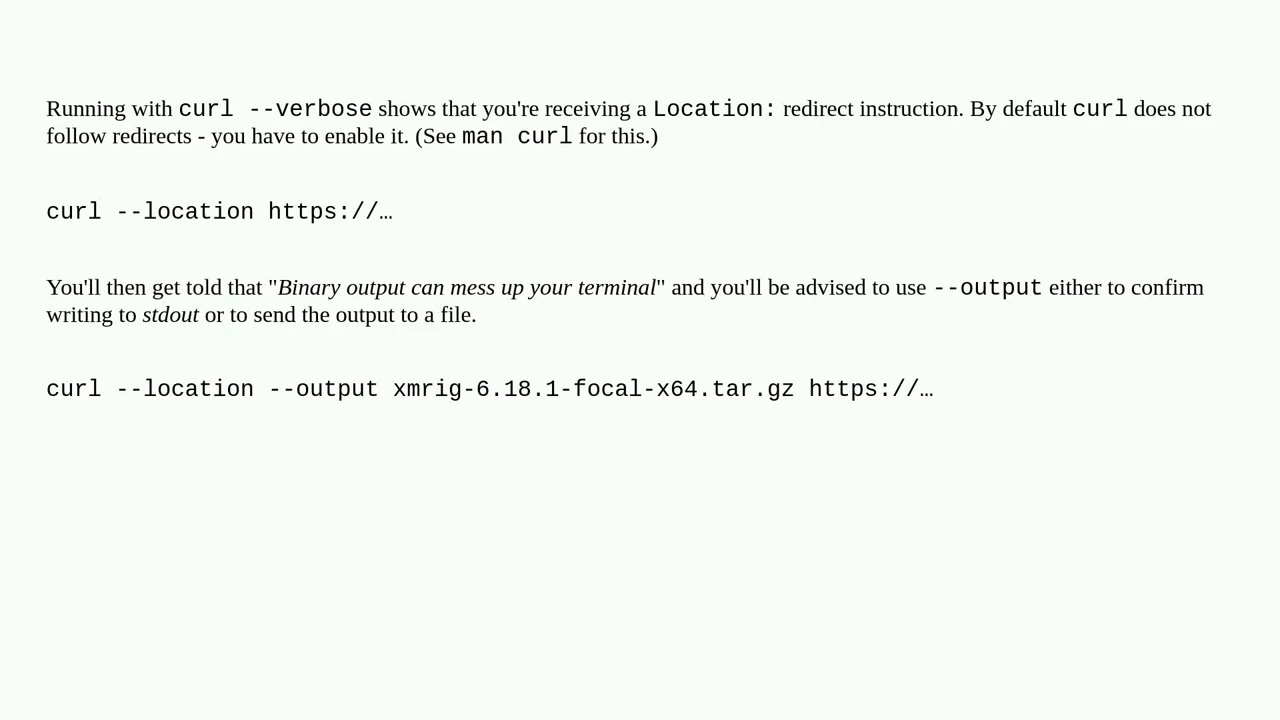 Running with curl --verbose shows that you're receiving a Location: redirect instruction. By default curl does not
follow redirects - you have to enable it. (See man curl for this.)
curl --location https://…
You'll then get told that "Binary output can mess up your terminal" and you'll be advised to use --output either to confirm
writing to stdout or to send the output to a file.
curl --location --output xmrig-6.18.1-focal-x64.tar.gz https://…